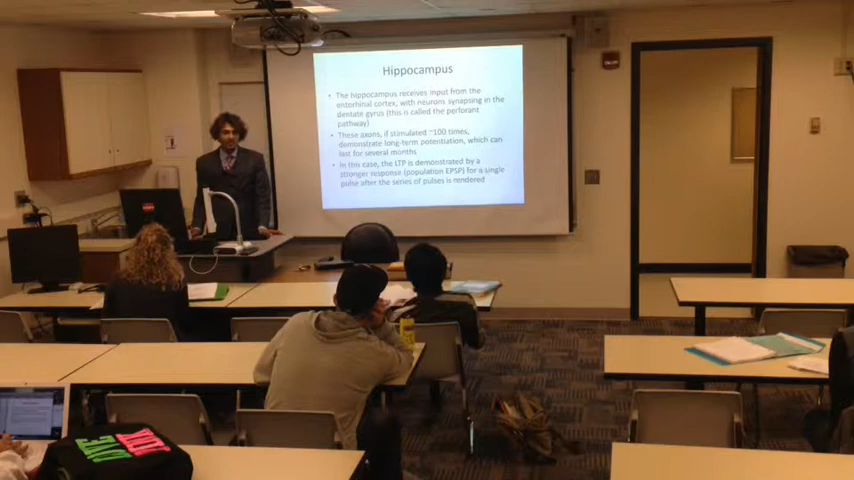 Hippocampus
• The hippocampus receives input from the
entorhinal cortex, with neurons synapsing in the
dentate gyrus (this is called the perforant
pathway)
• These axons, if stimulated ~100 times,
demonstrate long-term potentiation, which can
last for several months
• In this case, the LTP is demonstrated by a
stronger response (population EPSP) for a single
pulse after the series of pulses is rendered